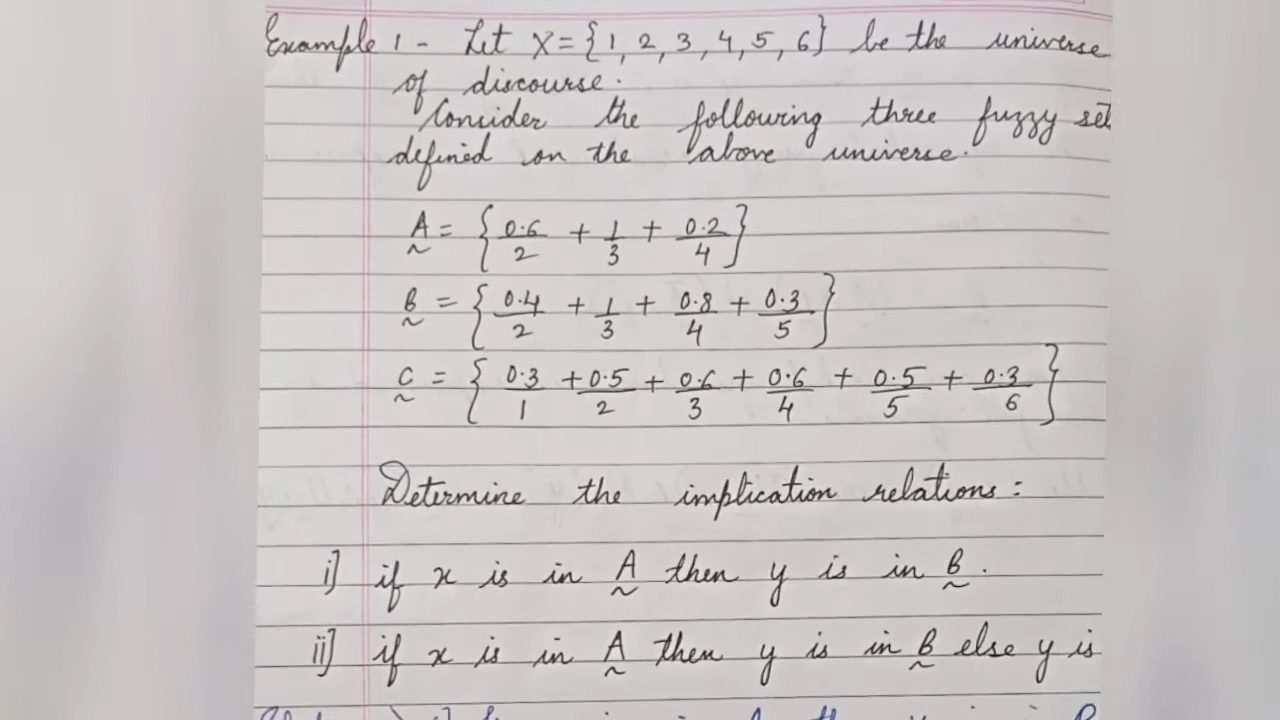 Example 1 - Let X = {1, 2, 3, 4, 5, 6} be the universe
of discourse.
Consider the following three fuzzy set
defined on the above universe.
A = { 0.6/2 + 1/3 + 0.2/4 }
B = { 0.4/2 + 1/3 + 0.8/4 + 0.3/5 }
C = { 0.3/1 + 0.5/2 + 0.6/3 + 0.6/4 + 0.5/5 + 0.3/6 }
Determine the implication relations :
i] if x is in A then y is in B.
ii] if x is in A then y is in B else y is